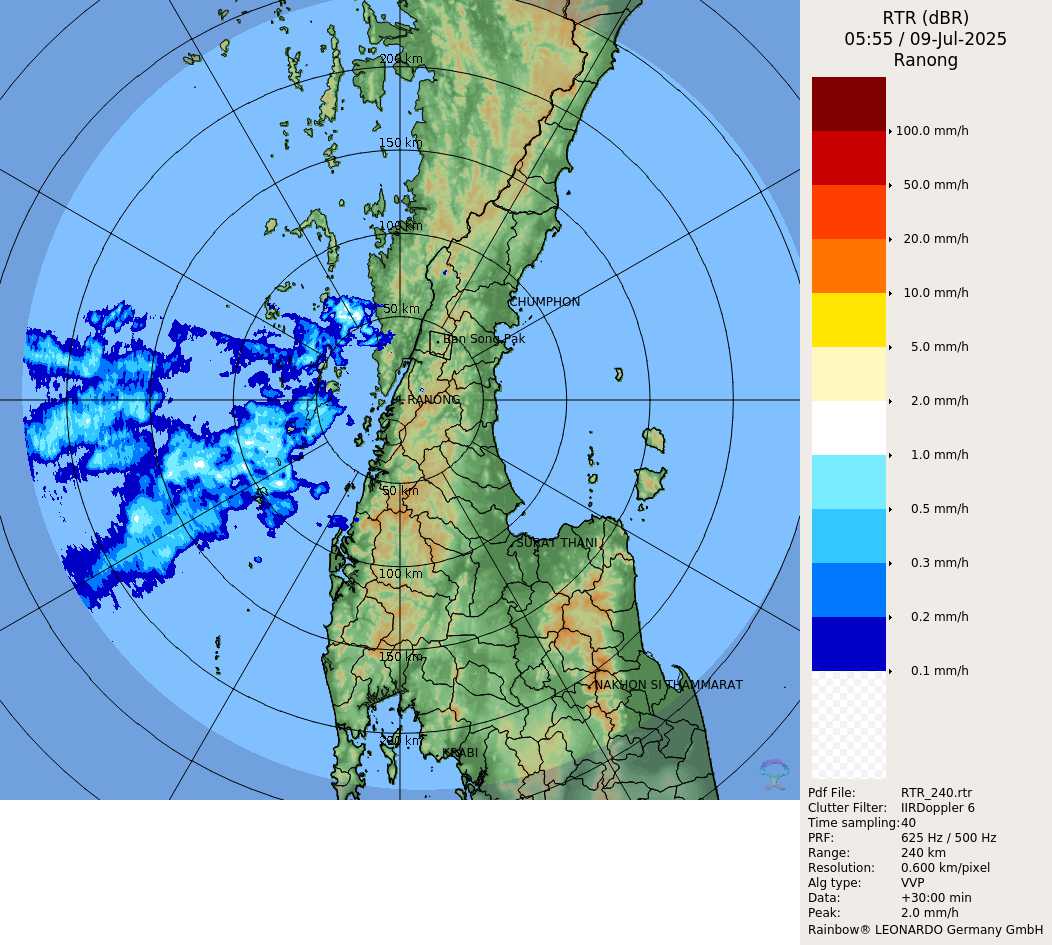 RTR (dBR)
05:55 / 09-Jul-2025
Ranong
200 km
150 km
100 km
50 km
CHUMPHON
Ban Song Pak
RANONG
50 km
SURAT THANI
100 km
150 km
NAKHON SI THAMMARAT
200 km
KRABI
100.0 mm/h
50.0 mm/h
20.0 mm/h
10.0 mm/h
5.0 mm/h
2.0 mm/h
1.0 mm/h
0.5 mm/h
0.3 mm/h
0.2 mm/h
0.1 mm/h
Pdf File: RTR_240.rtr
Clutter Filter: IIRDoppler 6
Time sampling: 40
PRF: 625 Hz / 500 Hz
Range: 240 km
Resolution: 0.600 km/pixel
Alg type: VVP
Data: +30:00 min
Peak: 2.0 mm/h
Rainbow® LEONARDO Germany GmbH